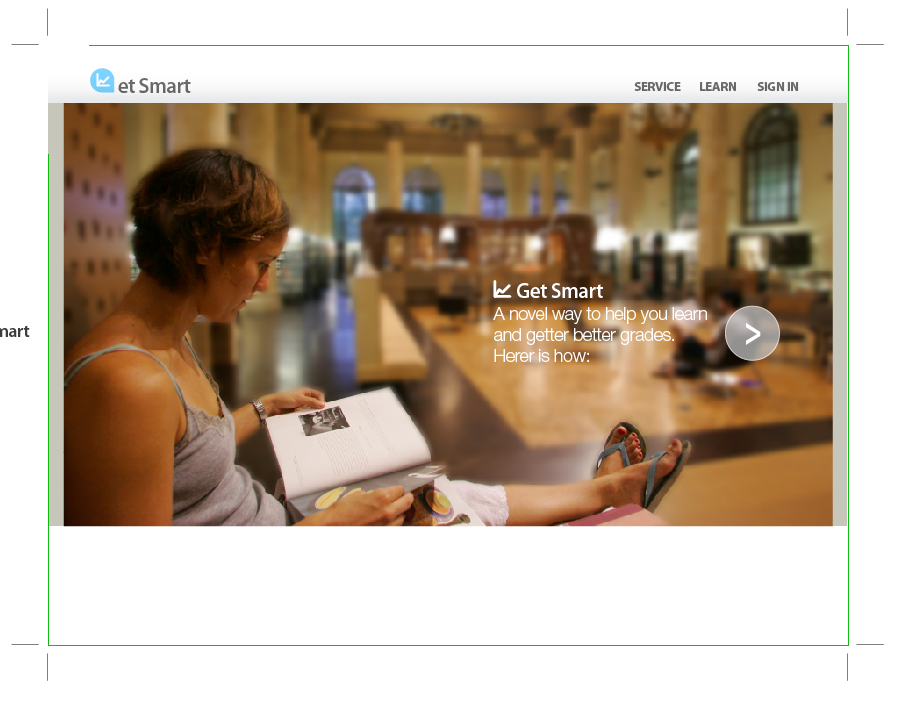 et Smart
SERVICE LEARN SIGN IN
Get Smart
A novel way to help you learn
and getter better grades.
Herer is how:
mart